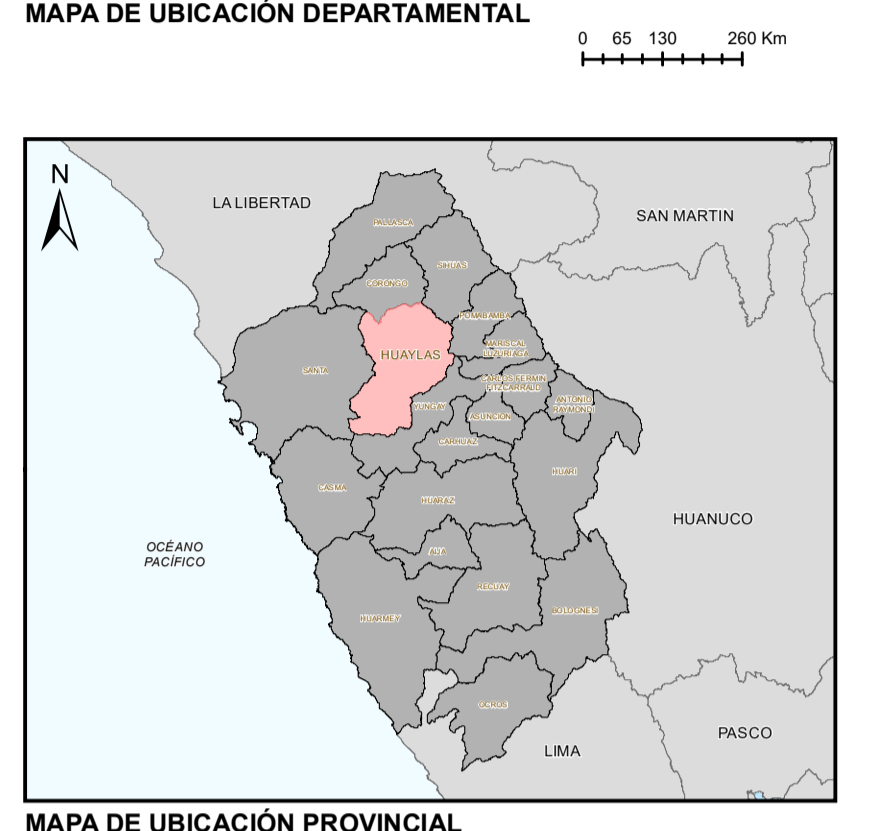 MAPA DE UBICACIÓN DEPARTAMENTAL
0 65 130 260 Km
N
LA LIBERTAD
SAN MARTIN
PALLASCA
SIHUAS
CORONGO
POMABAMBA
MARISCAL
LUZURIAGA
HUAYLAS
SANTA
CARLOS FERMIN
FITZCARRALD
ANTONIO
RAYMONDI
YUNGAY
ASUNCION
CARHUAZ
HUARI
CASMA
HUARAZ
HUANUCO
OCÉANO
PACÍFICO
AIJA
RECUAY
BOLOGNESI
HUARMEY
OCROS
PASCO
LIMA
MAPA DE UBICACIÓN PROVINCIAL